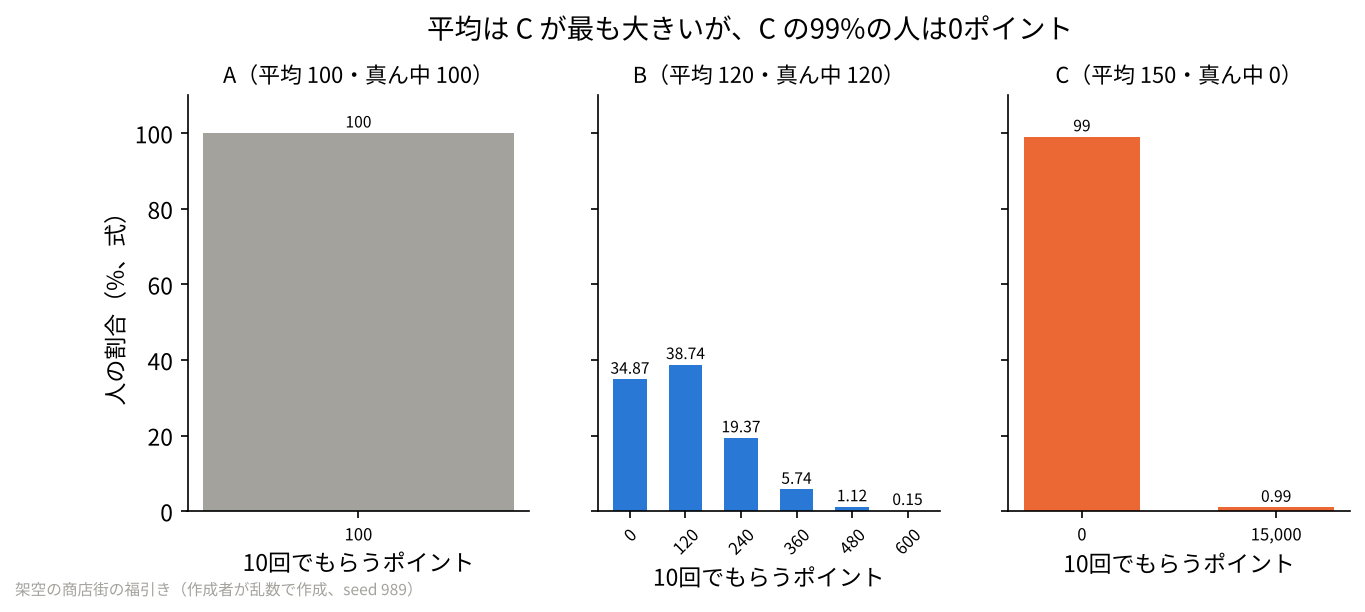 平均は C が最も大きいが、C の99%の人は0ポイント
A（平均 100・真ん中 100）
人の割合（%、式）
100
80
60
40
20
0
100
100
10回でもらうポイント
B（平均 120・真ん中 120）
34.87
38.74
19.37
5.74
1.12
0.15
0
120
240
360
480
600
10回でもらうポイント
C（平均 150・真ん中 0）
99
0.99
0
15,000
10回でもらうポイント
架空の商店街の福引き（作成者が乱数で作成、seed 989）